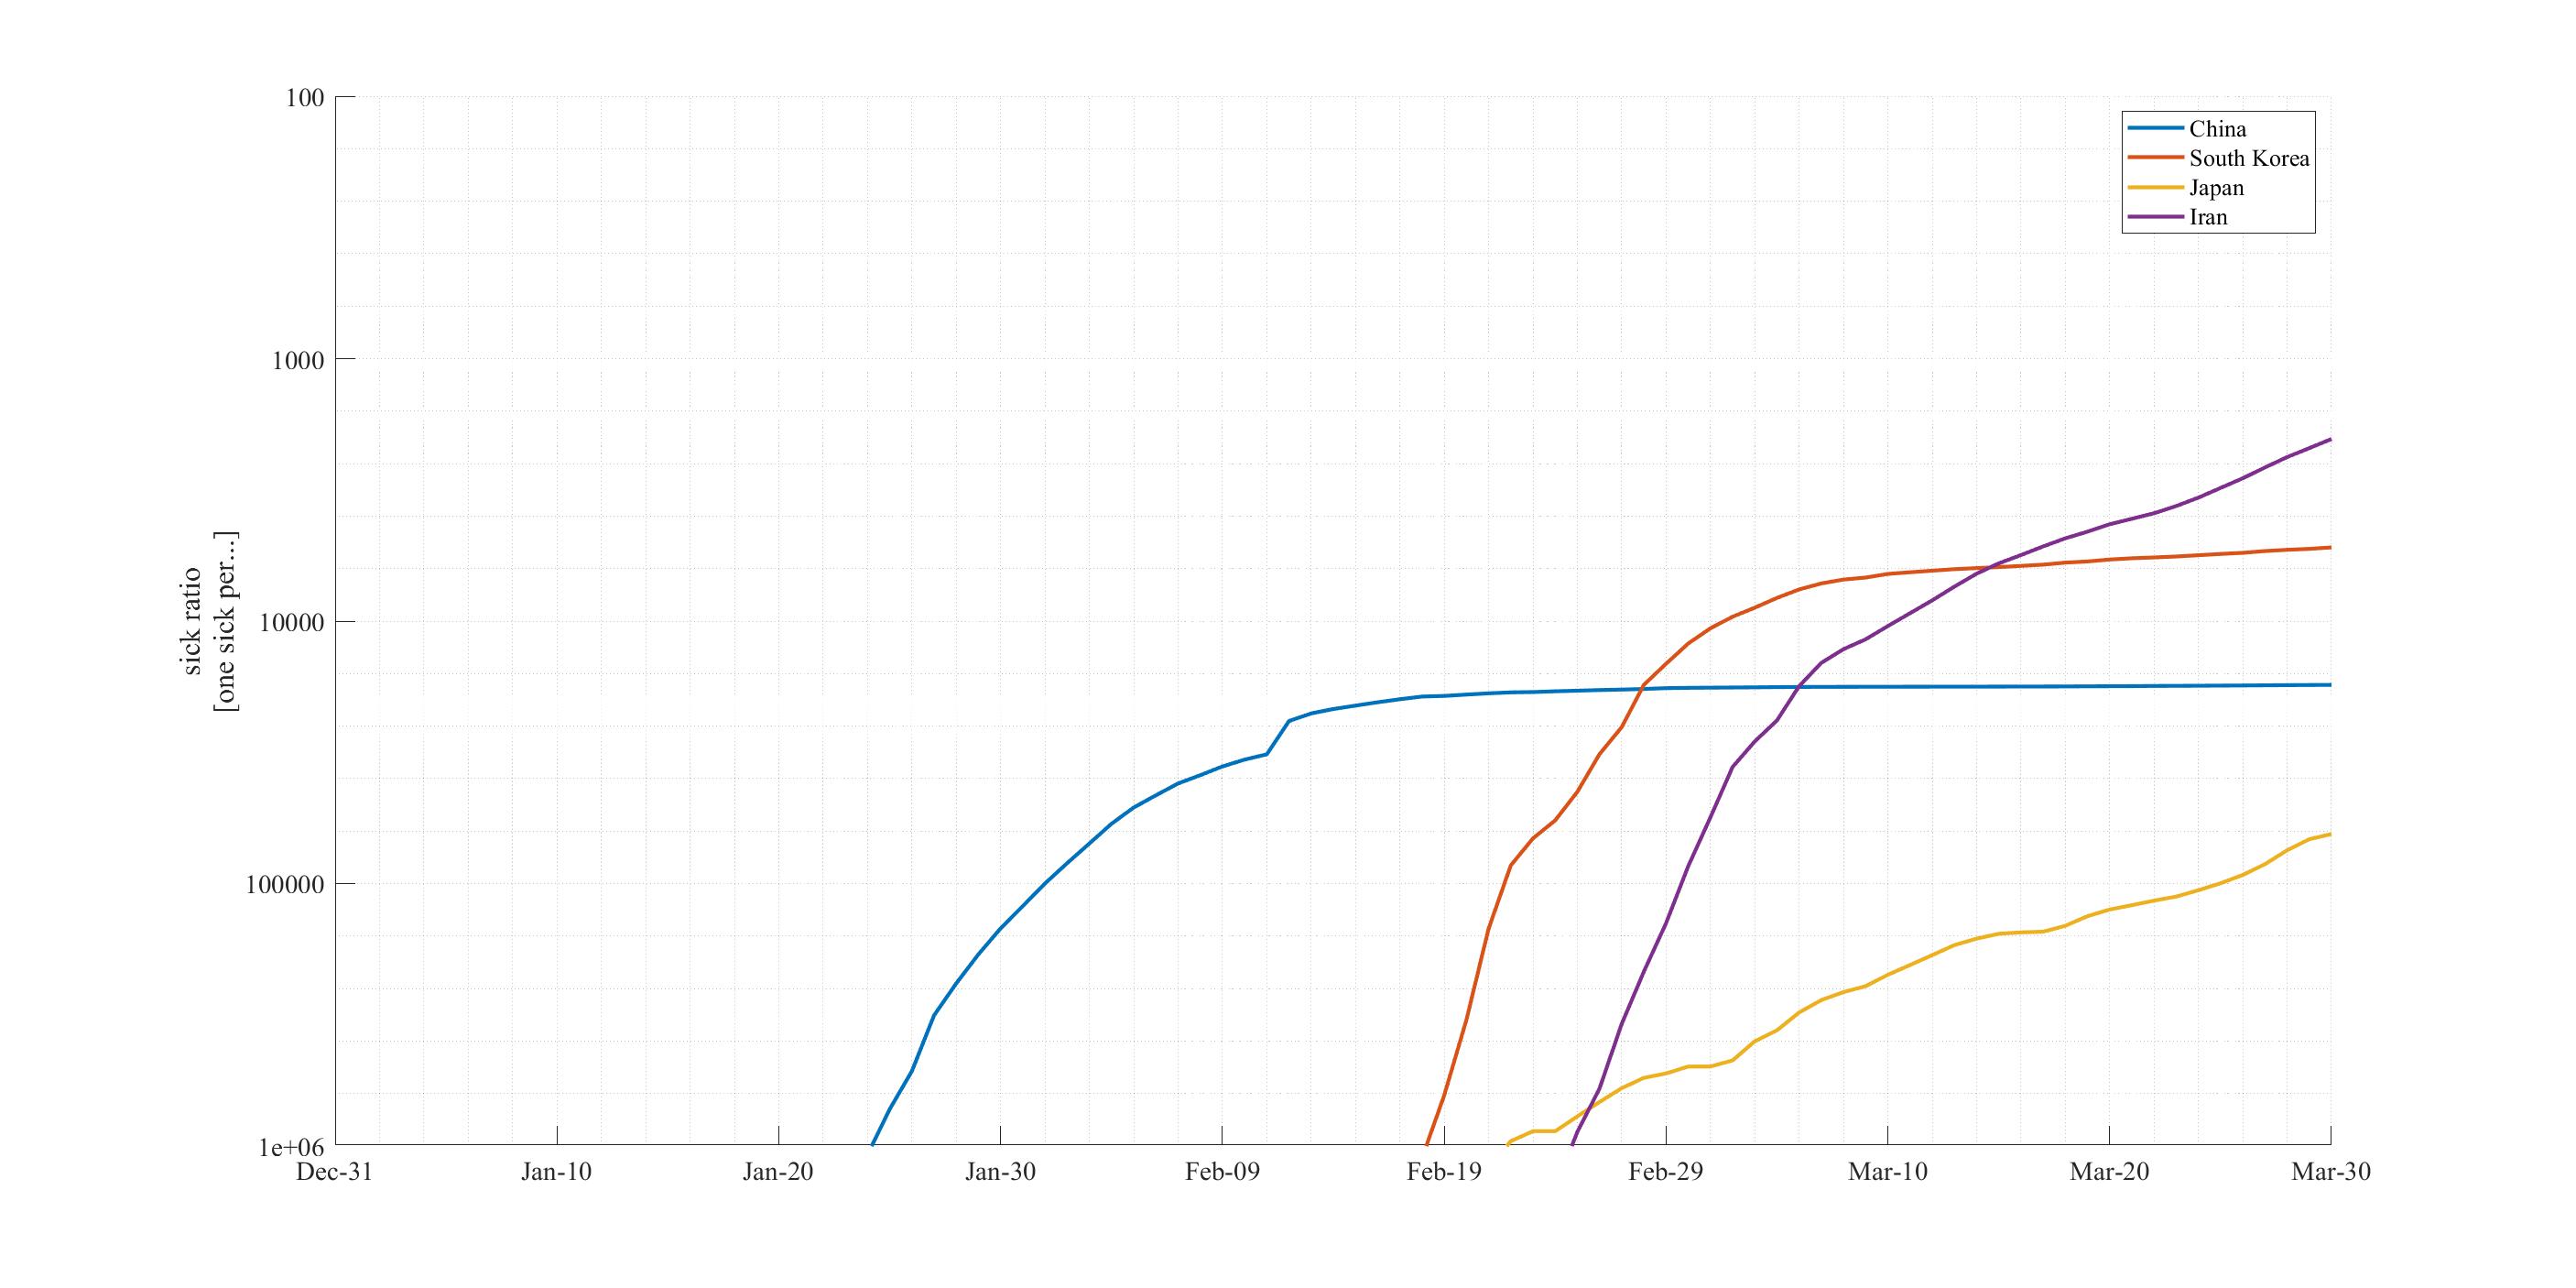 100
1000
10000
100000
1e+06
sick ratio
[one sick per...]
Dec-31
Jan-10
Jan-20
Jan-30
Feb-09
Feb-19
Feb-29
Mar-10
Mar-20
Mar-30
China
South Korea
Japan
Iran